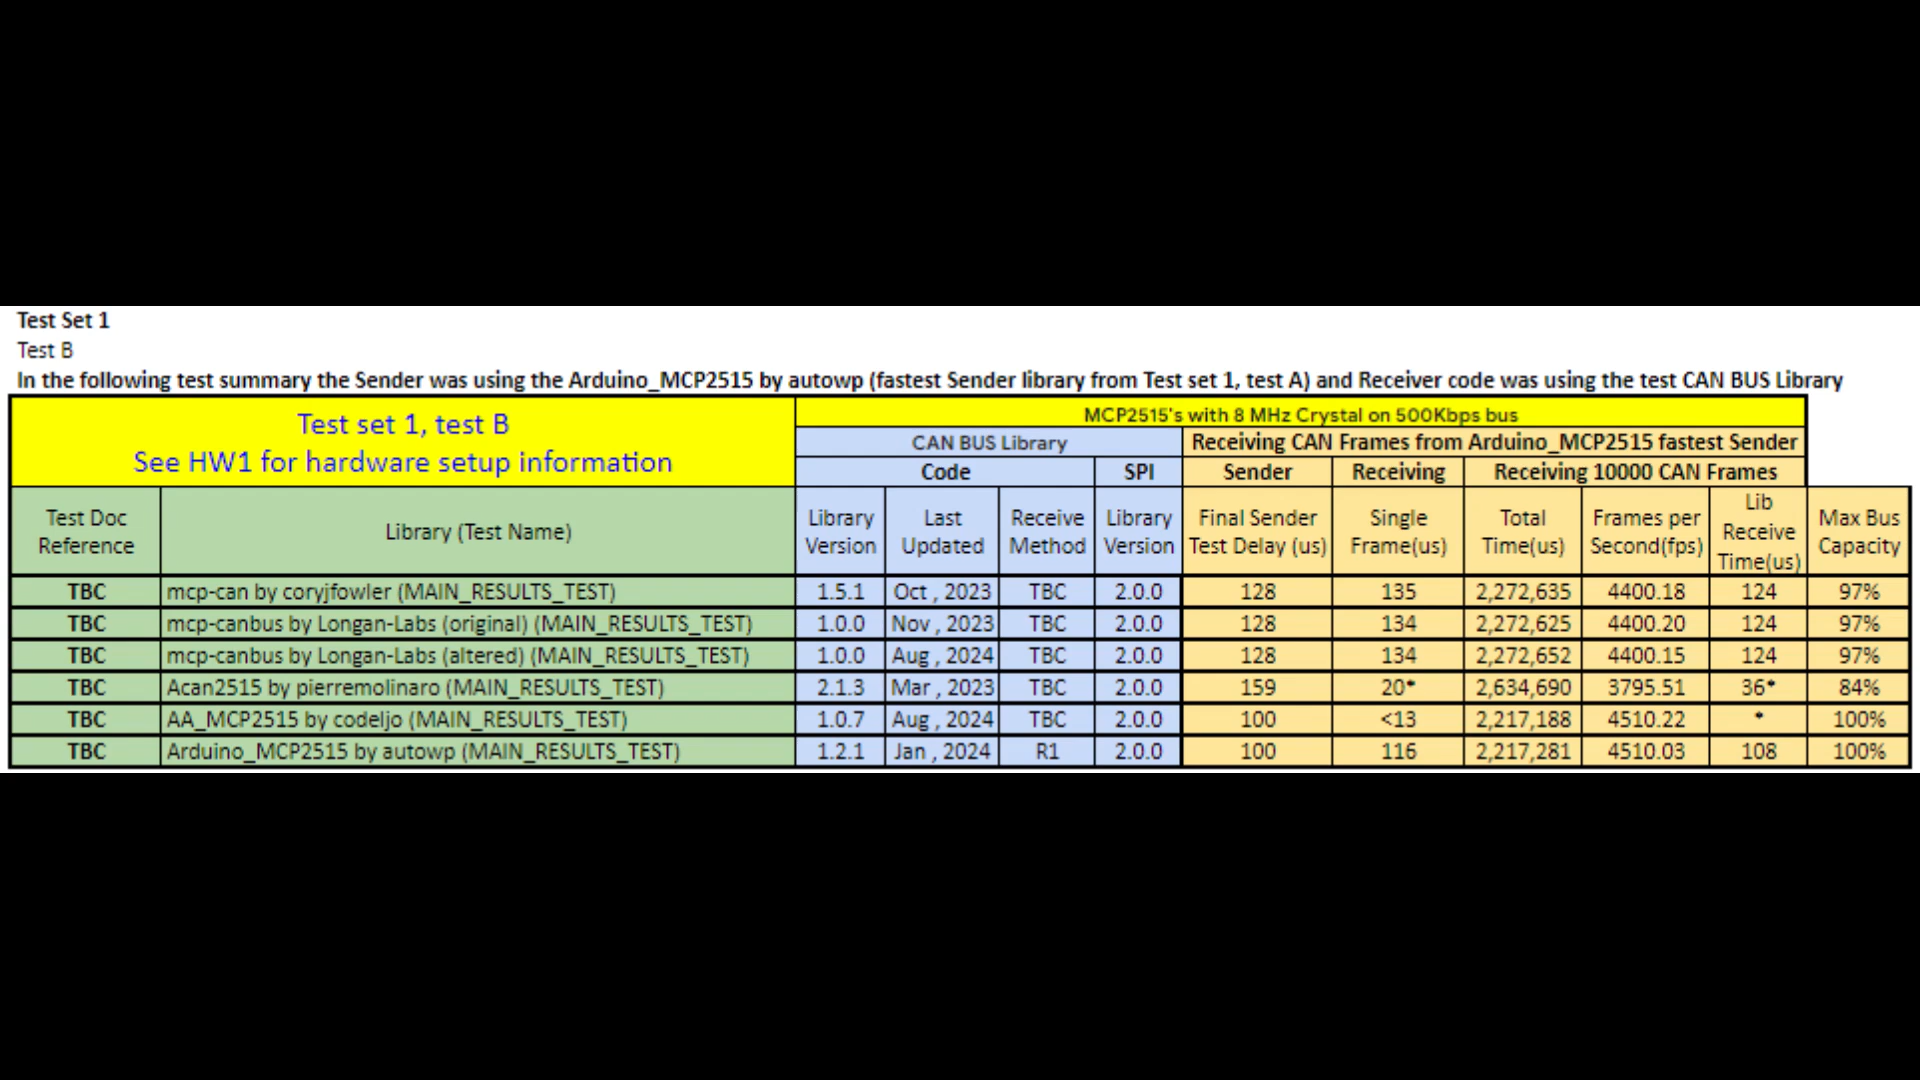 Test Set 1
Test B
In the following test summary the Sender was using the Arduino_MCP2515 by autowp (fastest Sender library from Test set 1, test A) and Receiver code was using the test CAN BUS Library
Test set 1, test B
See HW1 for hardware setup information
MCP2515's with 8 MHz Crystal on 500Kbps bus
CAN BUS Library Receiving CAN Frames from Arduino_MCP2515 fastest Sender
Code SPI Sender Receiving Receiving 10000 CAN Frames
Test Doc Reference Library (Test Name) Library Version Last Updated Receive Method Library Version Final Sender Test Delay (us) Single Frame(us) Total Time(us) Frames per Second(fps) Lib Receive Time(us) Max Bus Capacity
TBC mcp-can by coryjfowler (MAIN_RESULTS_TEST) 1.5.1 Oct , 2023 TBC 2.0.0 128 135 2,272,635 4400.18 124 97%
TBC mcp-canbus by Longan-Labs (original) (MAIN_RESULTS_TEST) 1.0.0 Nov , 2023 TBC 2.0.0 128 134 2,272,625 4400.20 124 97%
TBC mcp-canbus by Longan-Labs (altered) (MAIN_RESULTS_TEST) 1.0.0 Aug , 2024 TBC 2.0.0 128 134 2,272,652 4400.15 124 97%
TBC Acan2515 by pierremolinaro (MAIN_RESULTS_TEST) 2.1.3 Mar , 2023 TBC 2.0.0 159 20* 2,634,690 3795.51 36* 84%
TBC AA_MCP2515 by codeljo (MAIN_RESULTS_TEST) 1.0.7 Aug , 2024 TBC 2.0.0 100 <13 2,217,188 4510.22 * 100%
TBC Arduino_MCP2515 by autowp (MAIN_RESULTS_TEST) 1.2.1 Jan , 2024 R1 2.0.0 100 116 2,217,281 4510.03 108 100%